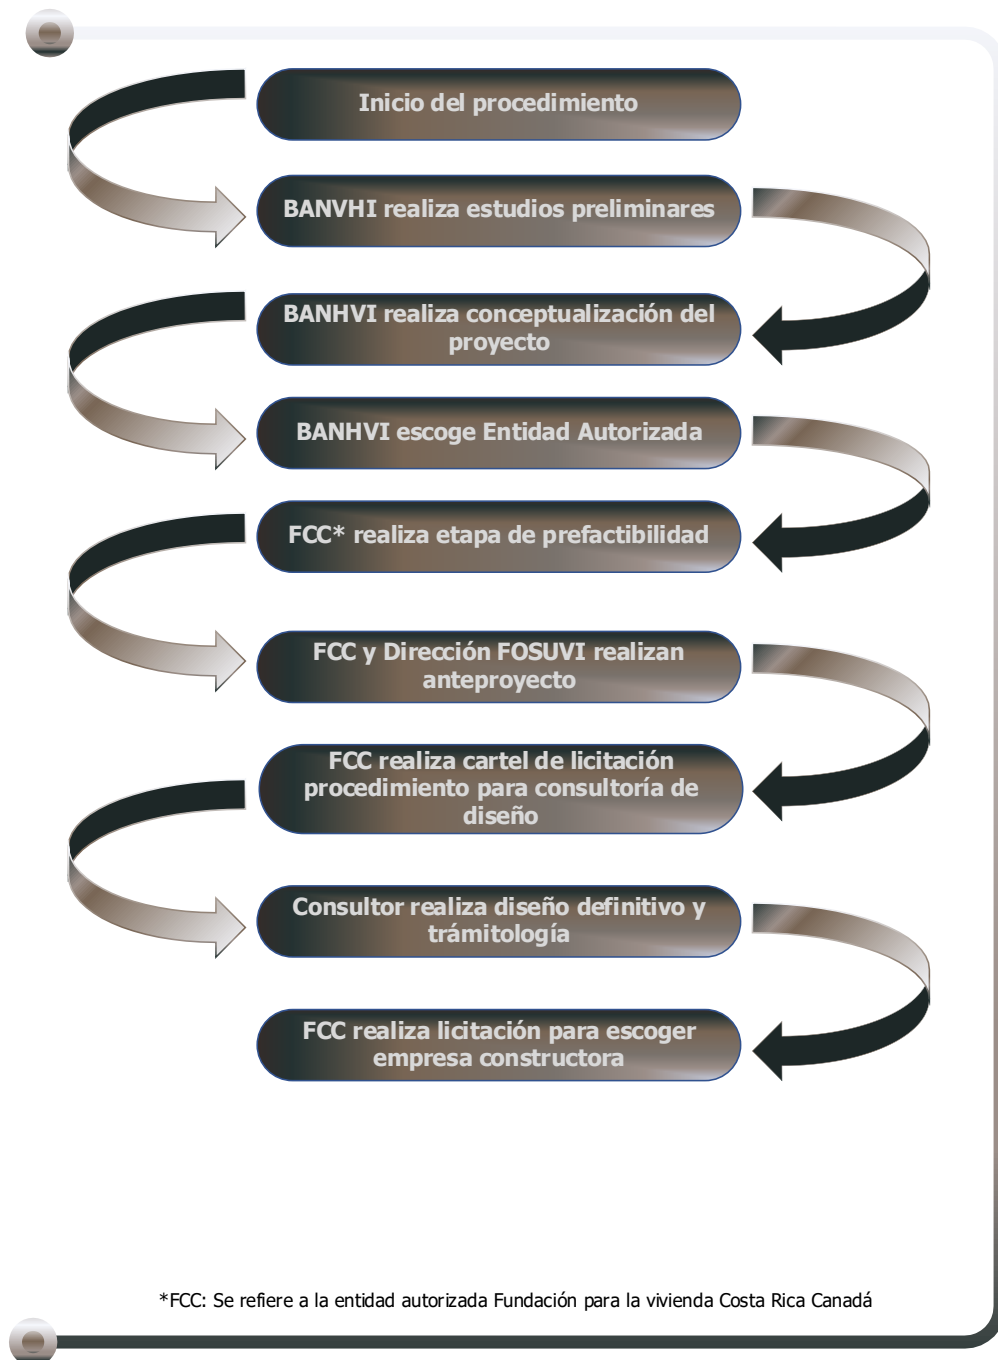 Inicio del procedimiento
BANVHI realiza estudios preliminares
BANHVI realiza conceptualización del
proyecto
BANHVI escoge Entidad Autorizada
FCC* realiza etapa de prefactibilidad
FCC y Dirección FOSUVI realizan
anteproyecto
FCC realiza cartel de licitación
procedimiento para consultoría de
diseño
Consultor realiza diseño definitivo y
trámitología
FCC realiza licitación para escoger
empresa constructora
*FCC: Se refiere a la entidad autorizada Fundación para la vivienda Costa Rica Canadá